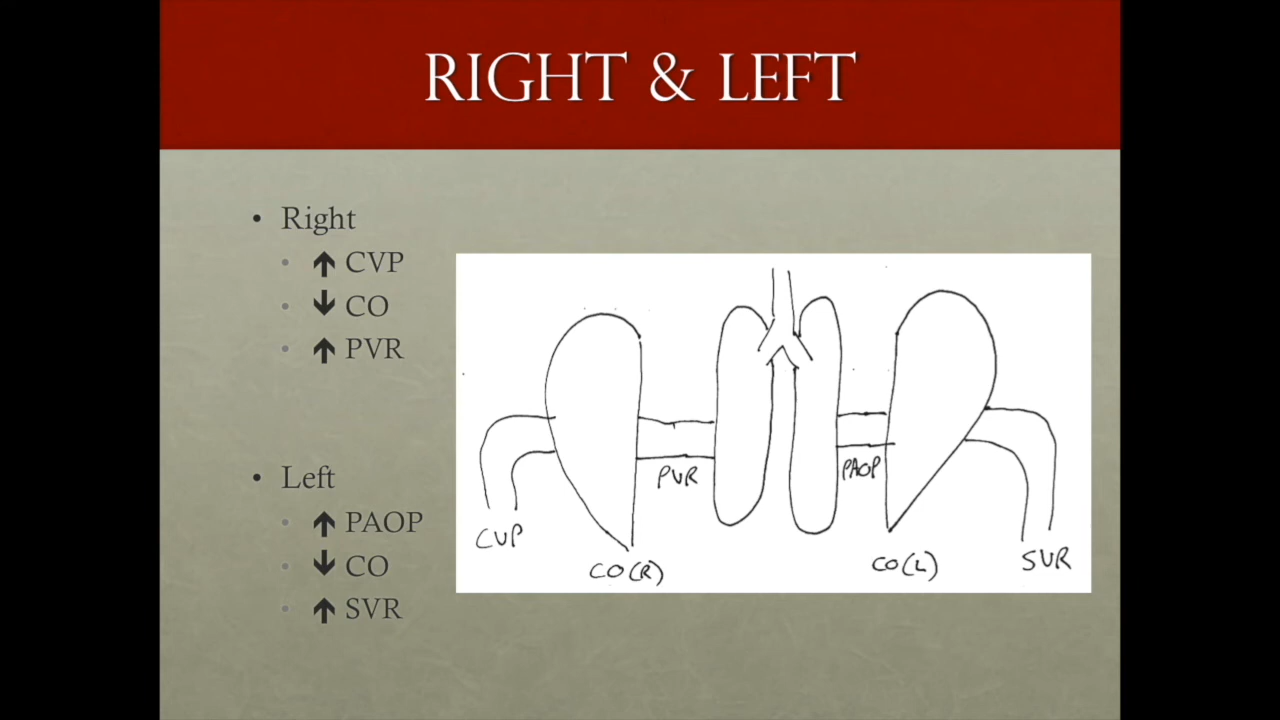 RIGHT & LEFT
• Right
• ↑ CVP
• ↓ CO
• ↑ PVR
• Left
• ↑ PAOP
• ↓ CO
• ↑ SVR
PVR
PAOP
CVP
CO(R)
CO(L)
SVR